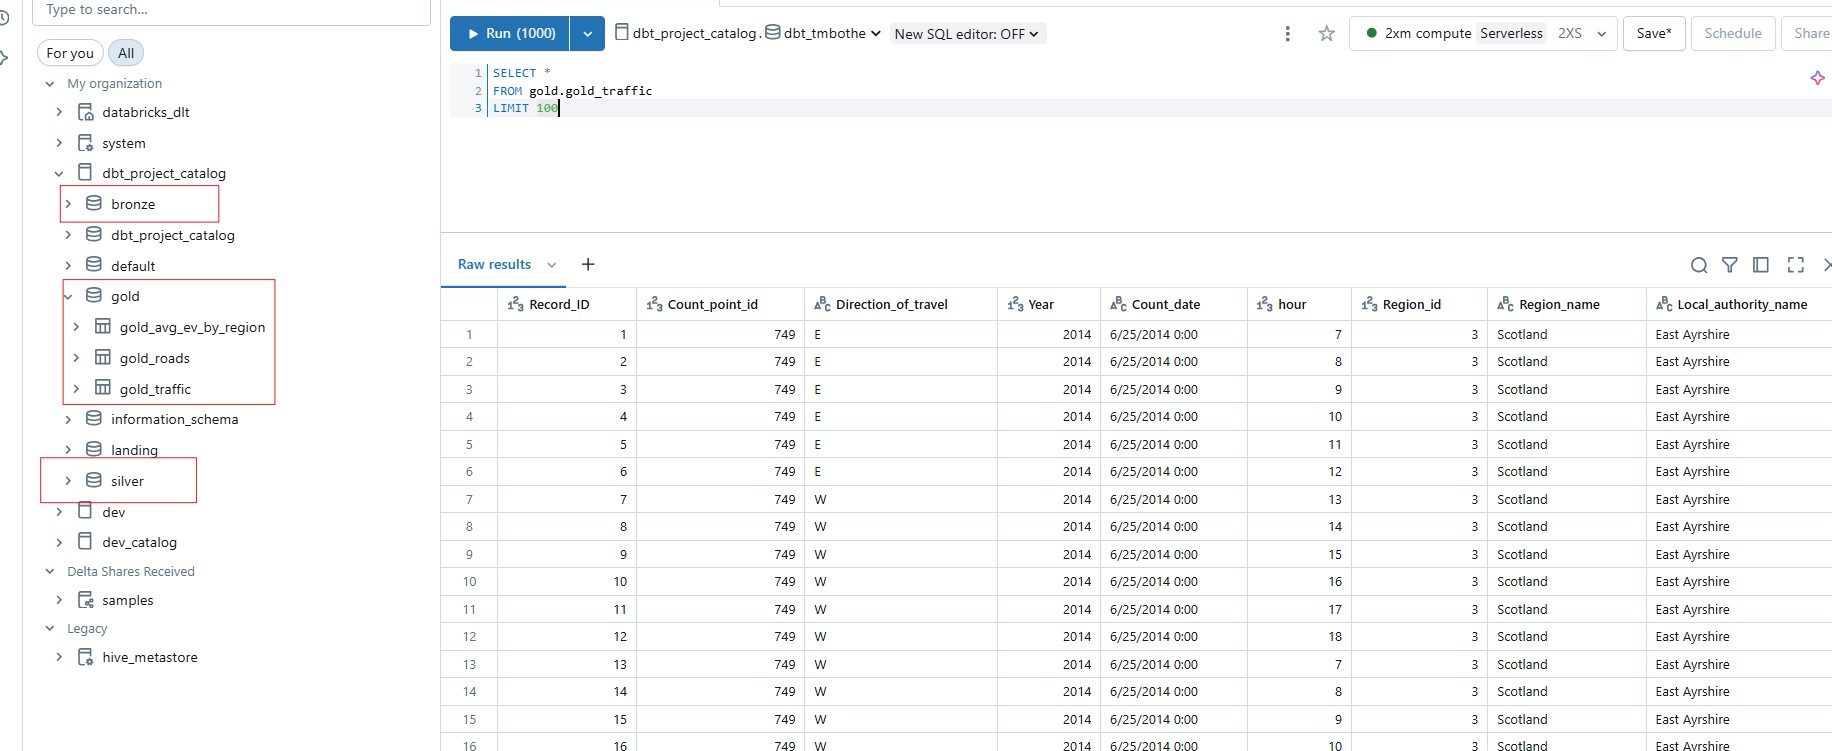 Type to search...
For you All
My organization
databricks_dlt
system
dbt_project_catalog
bronze
dbt_project_catalog
default
gold
gold_avg_ev_by_region
gold_roads
gold_traffic
information_schema
landing
silver
dev
dev_catalog
Delta Shares Received
samples
Legacy
hive_metastore
Run (1000) dbt_project_catalog. dbt_tmbothe New SQL editor: OFF 2xm compute Serverless 2XS Save* Schedule Share
1 SELECT *
2 FROM gold.gold_traffic
3 LIMIT 100
Raw results +
Record_ID Count_point_id Direction_of_travel Year Count_date hour Region_id Region_name Local_authority_name
1 1 749 E 2014 6/25/2014 0:00 7 3 Scotland East Ayrshire
2 2 749 E 2014 6/25/2014 0:00 8 3 Scotland East Ayrshire
3 3 749 E 2014 6/25/2014 0:00 9 3 Scotland East Ayrshire
4 4 749 E 2014 6/25/2014 0:00 10 3 Scotland East Ayrshire
5 5 749 E 2014 6/25/2014 0:00 11 3 Scotland East Ayrshire
6 6 749 E 2014 6/25/2014 0:00 12 3 Scotland East Ayrshire
7 7 749 W 2014 6/25/2014 0:00 13 3 Scotland East Ayrshire
8 8 749 W 2014 6/25/2014 0:00 14 3 Scotland East Ayrshire
9 9 749 W 2014 6/25/2014 0:00 15 3 Scotland East Ayrshire
10 10 749 W 2014 6/25/2014 0:00 16 3 Scotland East Ayrshire
11 11 749 W 2014 6/25/2014 0:00 17 3 Scotland East Ayrshire
12 12 749 W 2014 6/25/2014 0:00 18 3 Scotland East Ayrshire
13 13 749 W 2014 6/25/2014 0:00 7 3 Scotland East Ayrshire
14 14 749 W 2014 6/25/2014 0:00 8 3 Scotland East Ayrshire
15 15 749 W 2014 6/25/2014 0:00 9 3 Scotland East Ayrshire
16 16 749 W 2014 6/25/2014 0:00 10 3 Scotland East Ayrshire